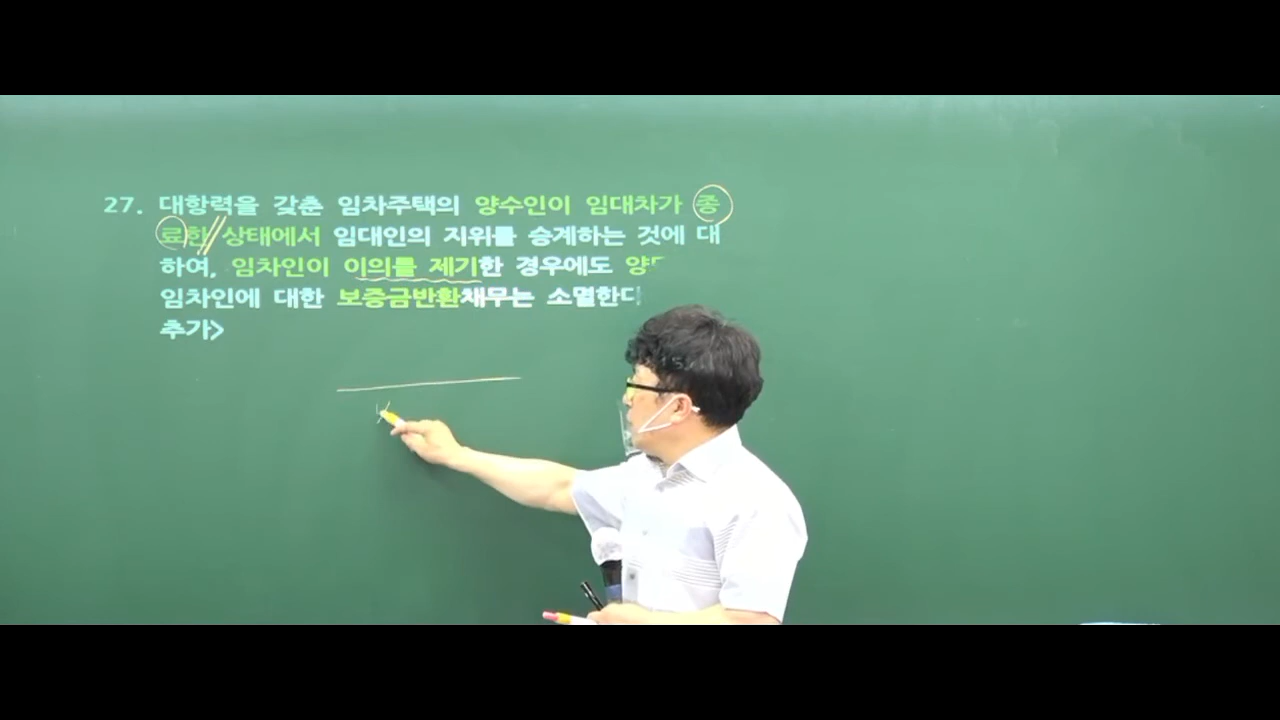 27. 대항력을 갖춘 임차주택의 양수인이 임대차가 종
료한 상태에서 임대인의 지위를 승계하는 것에 대
하여, 임차인이 이의를 제기한 경우에도
임차인에 대한 보증금반환채무는 소멸한다
추가>